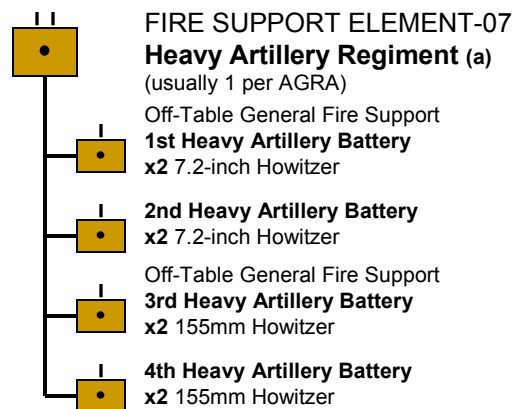 FIRE SUPPORT ELEMENT-07
Heavy Artillery Regiment (a)
(usually 1 per AGRA)
Off-Table General Fire Support
1st Heavy Artillery Battery
x2 7.2-inch Howitzer
2nd Heavy Artillery Battery
x2 7.2-inch Howitzer
Off-Table General Fire Support
3rd Heavy Artillery Battery
x2 155mm Howitzer
4th Heavy Artillery Battery
x2 155mm Howitzer